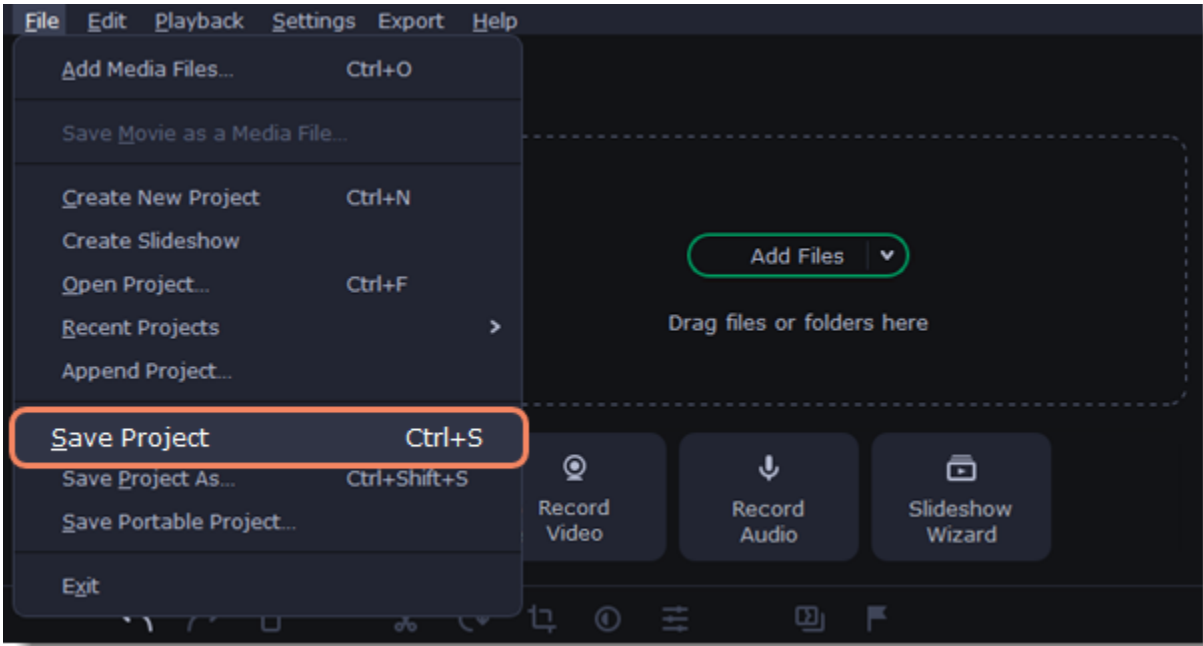 File Edit Playback Settings Export Help
Add Media Files... Ctrl+O
Save Movie as a Media File...
Create New Project Ctrl+N
Create Slideshow
Open Project... Ctrl+F
Recent Projects
Append Project...
Save Project Ctrl+S
Save Project As... Ctrl+Shift+S
Save Portable Project...
Exit
Add Files
Drag files or folders here
Record
Video
Record
Audio
Slideshow
Wizard